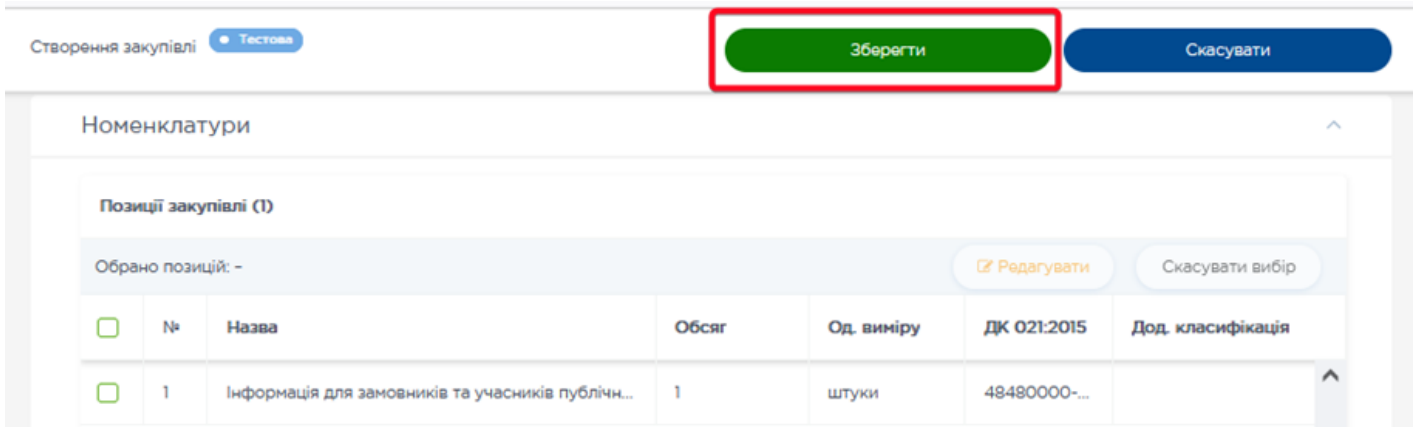 Створення закупівлі Тестова Зберегти Скасувати
Номенклатури
Позиції закупівлі (1)
Обрано позицій: – Редагувати Скасувати вибір
№ Назва Обсяг Од. виміру ДК 021:2015 Дод. класифікація
1 Інформація для замовників та учасників публічн... 1 штуки 48480000-...